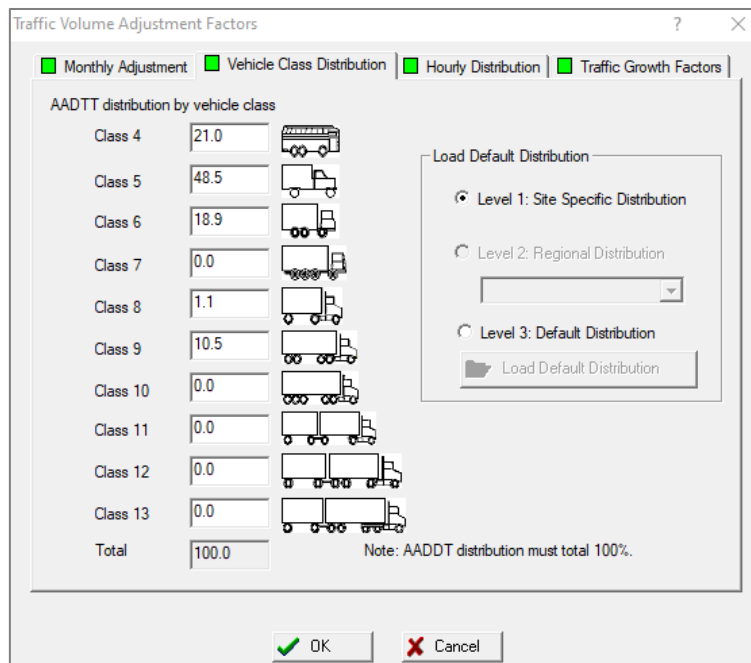 Traffic Volume Adjustment Factors ? X
Monthly Adjustment Vehicle Class Distribution Hourly Distribution Traffic Growth Factors
AADTT distribution by vehicle class
Class 4 21.0
Class 5 48.5
Class 6 18.9
Class 7 0.0
Class 8 1.1
Class 9 10.5
Class 10 0.0
Class 11 0.0
Class 12 0.0
Class 13 0.0
Total 100.0
Load Default Distribution
Level 1: Site Specific Distribution
Level 2: Regional Distribution
Level 3: Default Distribution
Load Default Distribution
Note: AADDT distribution must total 100%.
OK Cancel